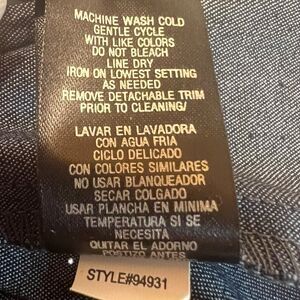 MACHINE WASH COLD
GENTLE CYCLE
WITH LIKE COLORS
DO NOT BLEACH
LINE DRY
IRON ON LOWEST SETTING
AS NEEDED
REMOVE DETACHABLE TRIM
PRIOR TO CLEANING/
LAVAR EN LAVADORA
CON AGUA FRIA
CICLO DELICADO
CON COLORES SIMILARES
NO USAR BLANQUEADOR
SECAR COLGADO
USAR PLANCHA EN MINIMA
TEMPERATURA SI SE
NECESITA
QUITAR EL ADORNO
POSTIZO ANTES
STYLE#94931